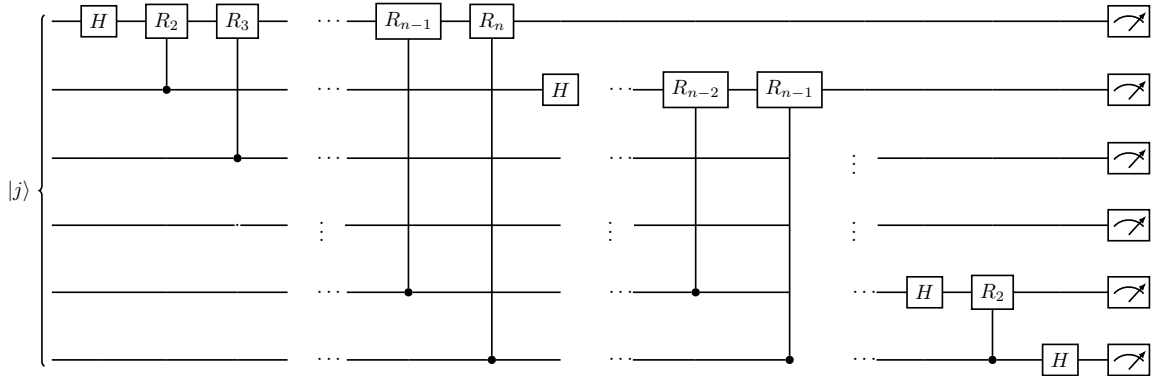 H R₂ R₃ ⋯ Rₙ₋₁ Rₙ
⋯ H ⋯ Rₙ₋₂ Rₙ₋₁
⋯ ⋯ ⋮
|j⟩
⋮ ⋮ ⋮
⋯ ⋯ ⋯ H R₂
⋯ ⋯ ⋯ H